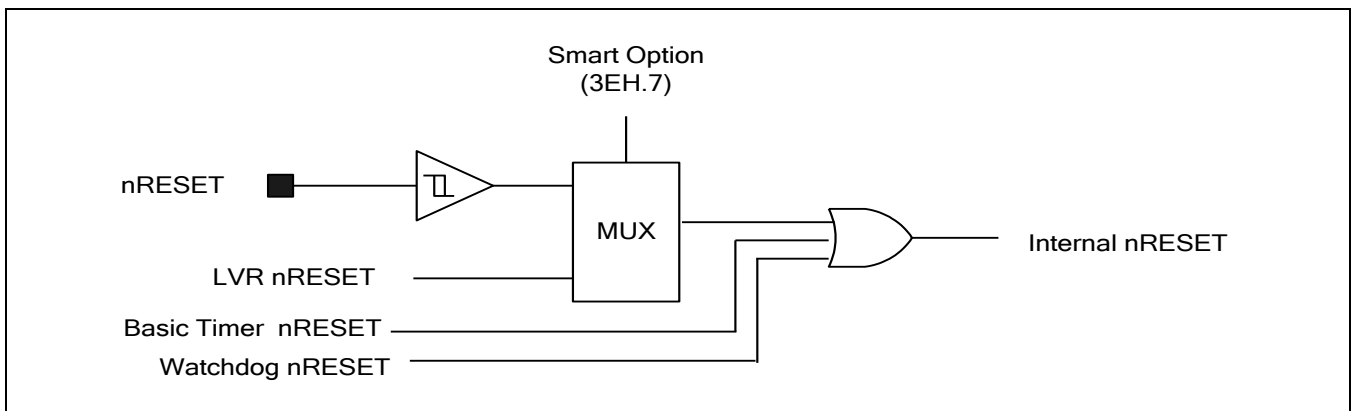 Smart Option
(3EH.7)
nRESET
MUX
Internal nRESET
LVR nRESET
Basic Timer nRESET
Watchdog nRESET